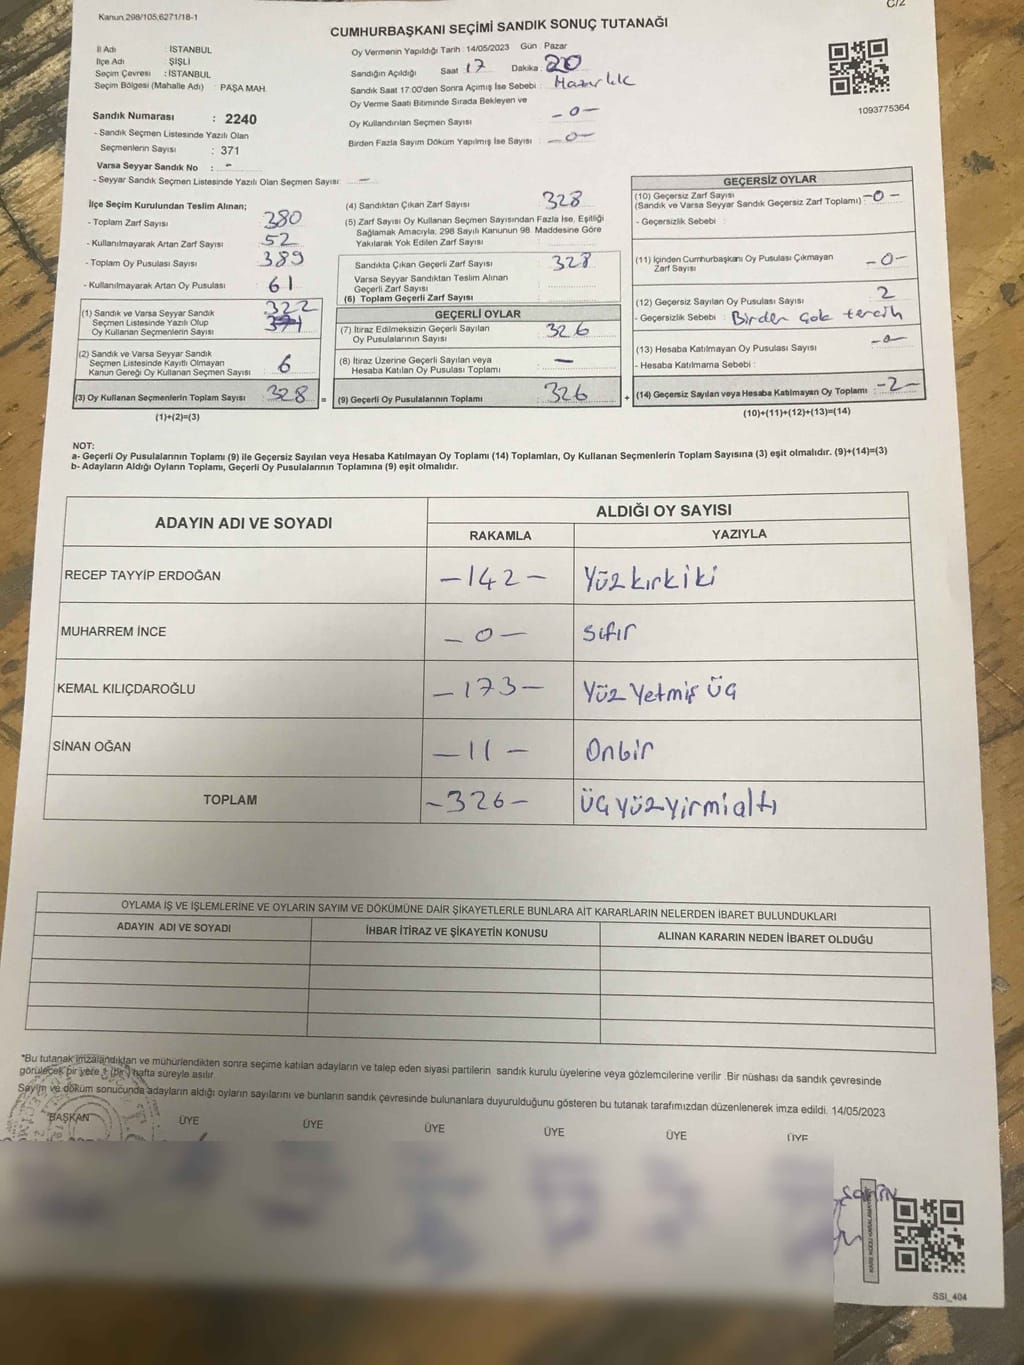 Kanun 298/105,6271/18-1
C/2
CUMHURBAŞKANI SEÇİMİ SANDIK SONUÇ TUTANAĞI
İl Adı : İSTANBUL
İlçe Adı : ŞİŞLİ
Seçim Çevresi : İSTANBUL
Seçim Bölgesi (Mahalle Adı) : PAŞA MAH.
Sandık Numarası : 2240
- Sandık Seçmen Listesinde Yazılı Olan
Seçmenlerin Sayısı : 371
Varsa Seyyar Sandık No : -
- Seyyar Sandık Seçmen Listesinde Yazılı Olan Seçmen Sayısı: -
Oy Vermenin Yapıldığı Tarih : 14/05/2023 Gün : Pazar
Sandığın Açıldığı Saat : 17 Dakika : 20
Sandık Saat 17:00'den Sonra Açılmış İse Sebebi : Hazırlık
Oy Verme Saati Bitiminde Sırada Bekleyen ve
Oy Kullandırılan Seçmen Sayısı : -0-
Birden Fazla Sayım Döküm Yapılmış İse Sayısı : -0-
1093775364
İlçe Seçim Kurulundan Teslim Alınan;
- Toplam Zarf Sayısı : 380
- Kullanılmayarak Artan Zarf Sayısı : 52
- Toplam Oy Pusulası Sayısı : 389
- Kullanılmayarak Artan Oy Pusulası : 61
(1) Sandık ve Varsa Seyyar Sandık
Seçmen Listesinde Yazılı Olup
Oy Kullanan Seçmenlerin Sayısı : 322
(2) Sandık ve Varsa Seyyar Sandık
Seçmen Listesinde Kayıtlı Olmayan
Kanun Gereği Oy Kullanan Seçmen Sayısı : 6
(3) Oy Kullanan Seçmenlerin Toplam Sayısı : 328 =
(1)+(2)=(3)
(4) Sandıktan Çıkan Zarf Sayısı : 328
(5) Zarf Sayısı Oy Kullanan Seçmen Sayısından Fazla İse, Eşitliği
Sağlamak Amacıyla, 298 Sayılı Kanunun 98. Maddesine Göre
Yakılarak Yok Edilen Zarf Sayısı :
Sandıkta Çıkan Geçerli Zarf Sayısı : 328
Varsa Seyyar Sandıktan Teslim Alınan
Geçerli Zarf Sayısı :
(6) Toplam Geçerli Zarf Sayısı :
GEÇERLİ OYLAR
(7) İtiraz Edilmeksizin Geçerli Sayılan
Oy Pusulalarının Sayısı : 326
(8) İtiraz Üzerine Geçerli Sayılan veya
Hesaba Katılan Oy Pusulası Toplamı : -
(9) Geçerli Oy Pusulalarının Toplamı : 326 +
GEÇERSİZ OYLAR
(10) Geçersiz Zarf Sayısı
(Sandık ve Varsa Seyyar Sandık Geçersiz Zarf Toplamı) : -0-
- Geçersizlik Sebebi :
(11) İçinden Cumhurbaşkanı Oy Pusulası Çıkmayan
Zarf Sayısı : -0-
(12) Geçersiz Sayılan Oy Pusulası Sayısı : 2
- Geçersizlik Sebebi : Birden çok tercih
(13) Hesaba Katılmayan Oy Pusulası Sayısı : -0-
- Hesaba Katılmama Sebebi :
(14) Geçersiz Sayılan veya Hesaba Katılmayan Oy Toplamı : -2-
(10)+(11)+(12)+(13)=(14)
NOT:
a- Geçerli Oy Pusulalarının Toplamı (9) ile Geçersiz Sayılan veya Hesaba Katılmayan Oy Toplamı (14) Toplamları, Oy Kullanan Seçmenlerin Toplam Sayısına (3) eşit olmalıdır. (9)+(14)=(3)
b- Adayların Aldığı Oyların Toplamı, Geçerli Oy Pusulalarının Toplamına (9) eşit olmalıdır.
ADAYIN ADI VE SOYADI
ALDIĞI OY SAYISI
RAKAMLA YAZIYLA
RECEP TAYYİP ERDOĞAN -142- Yüz kırk iki
MUHARREM İNCE -0- Sıfır
KEMAL KILIÇDAROĞLU -173- Yüz Yetmiş Üç
SİNAN OĞAN -11- Onbir
TOPLAM -326- Üç yüz yirmi altı
OYLAMA İŞ VE İŞLEMLERİNE VE OYLARIN SAYIM VE DÖKÜMÜNE DAİR ŞİKAYETLERLE BUNLARA AİT KARARLARIN NELERDEN İBARET BULUNDUKLARI
ADAYIN ADI VE SOYADI İHBAR İTİRAZ VE ŞİKAYETİN KONUSU ALINAN KARARIN NEDEN İBARET OLDUĞU
*Bu tutanak imzalandıktan ve mühürlendikten sonra seçime katılan adayların ve talep eden siyasi partilerin sandık kurulu üyelerine veya gözlemcilerine verilir .Bir nüshası da sandık çevresinde
görülecek bir yere 1 (bir) hafta süreyle asılır.
Sayım ve döküm sonucunda adayların aldığı oyların sayılarını ve bunların sandık çevresinde bulunanlara duyurulduğunu gösteren bu tutanak tarafımızdan düzenlenerek imza edildi. 14/05/2023
BAŞKAN ÜYE ÜYE ÜYE ÜYE ÜYE ÜYE
SSI_404